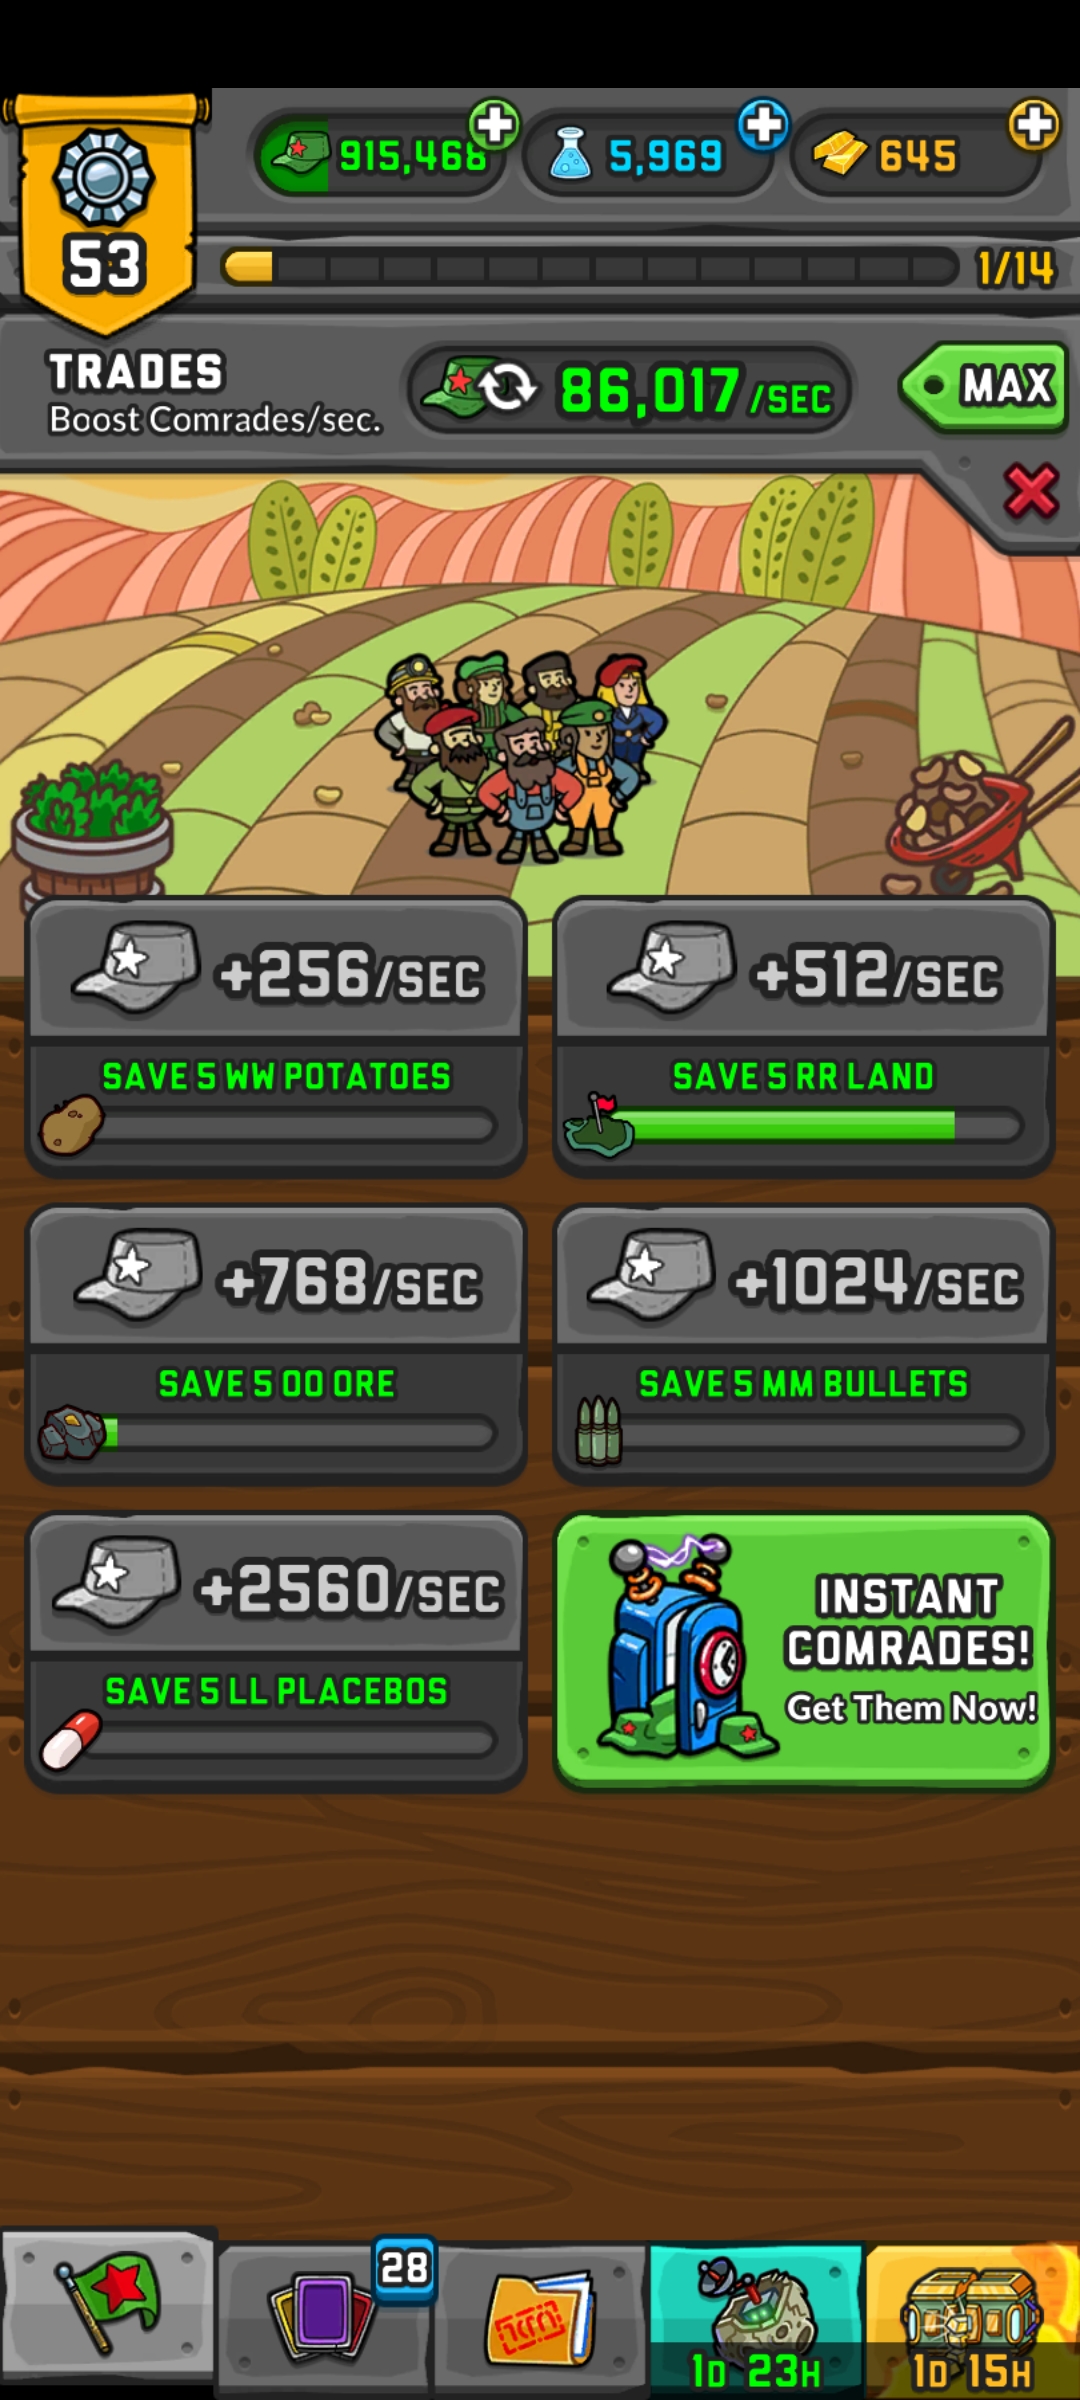 915,468
5,969
645
53
1/14
TRADES
Boost Comrades/sec.
86,017/SEC
MAX
+256/SEC
SAVE 5 WW POTATOES
+512/SEC
SAVE 5 RR LAND
+768/SEC
SAVE 5 OO ORE
+1024/SEC
SAVE 5 MM BULLETS
+2560/SEC
SAVE 5 LL PLACEBOS
INSTANT
COMRADES!
Get Them Now!
28
1D 23H
1D 15H